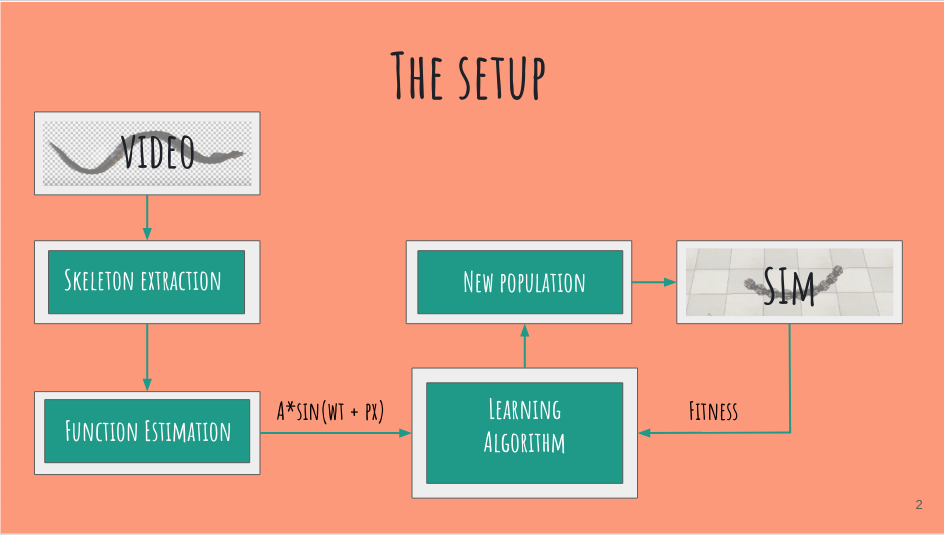 The setup
VIDEO
Skeleton extraction
Function Estimation
A*sin(wt + px)
New population
Learning
Algorithm
SIM
Fitness
2